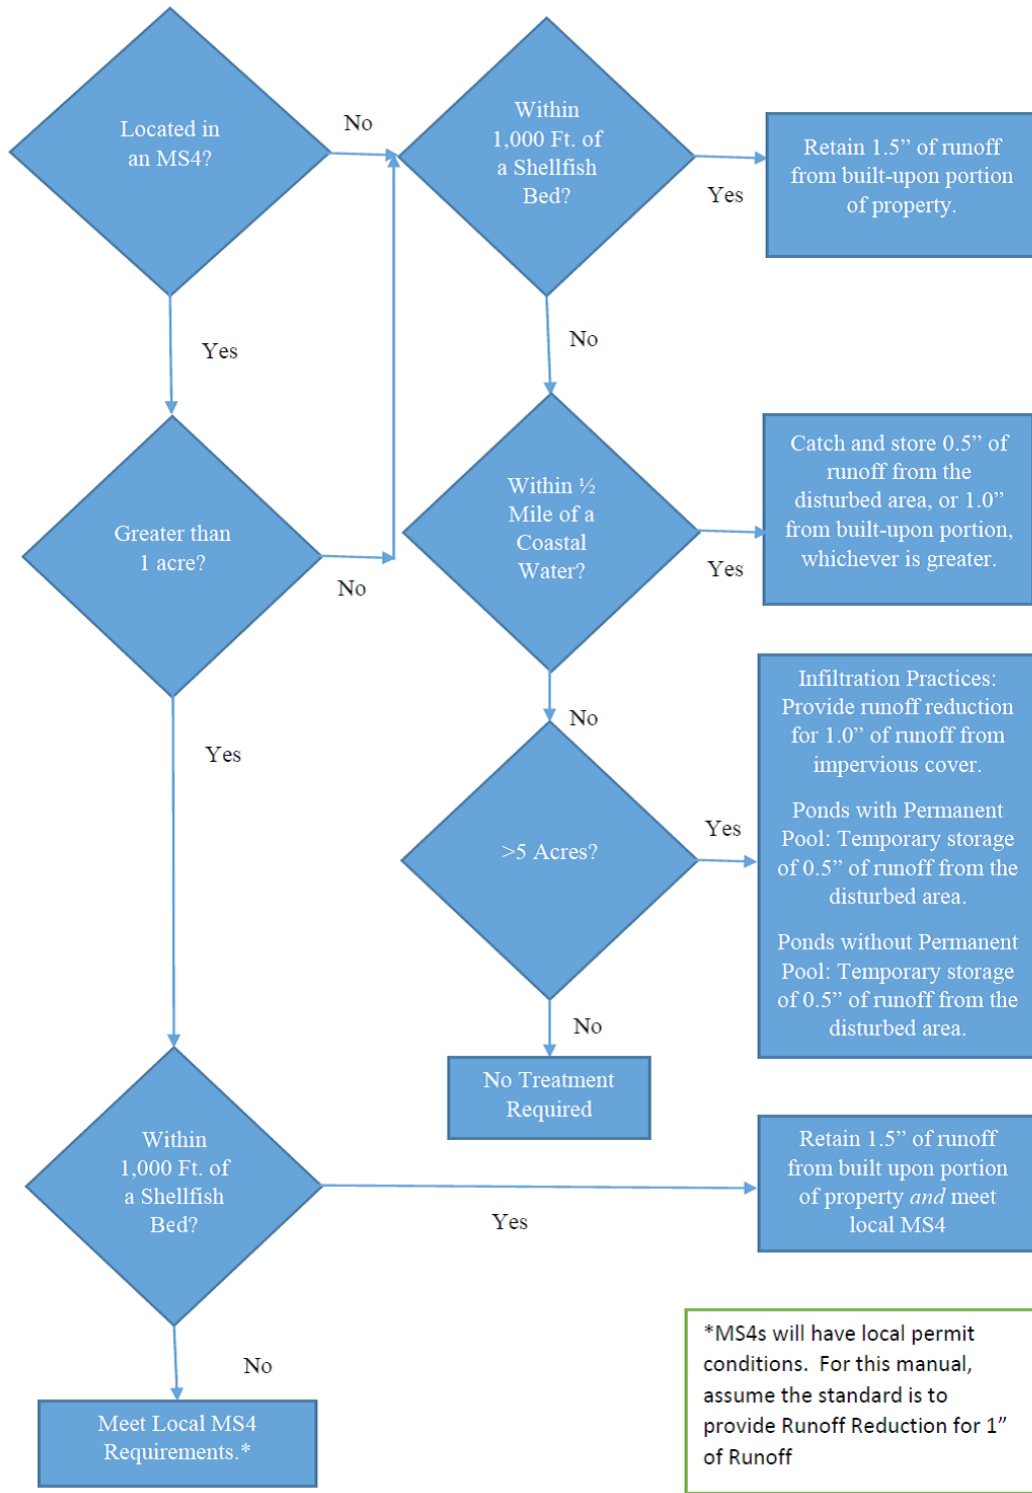 Located in
an MS4?
No
Within
1,000 Ft. of
a Shellfish
Bed?
Yes
Retain 1.5” of runoff
from built-upon portion
of property.
Yes
No
Greater than
1 acre?
No
Within ½
Mile of a
Coastal
Water?
Yes
Catch and store 0.5” of
runoff from the
disturbed area, or 1.0”
from built-upon portion,
whichever is greater.
Yes
No
>5 Acres?
Yes
Infiltration Practices:
Provide runoff reduction
for 1.0” of runoff from
impervious cover.
Ponds with Permanent
Pool: Temporary storage
of 0.5” of runoff from the
disturbed area.
Ponds without Permanent
Pool: Temporary storage
of 0.5” of runoff from the
disturbed area.
No
No Treatment
Required
Within
1,000 Ft. of
a Shellfish
Bed?
Yes
Retain 1.5” of runoff
from built upon portion
of property and meet
local MS4
No
Meet Local MS4
Requirements.*
*MS4s will have local permit
conditions. For this manual,
assume the standard is to
provide Runoff Reduction for 1”
of Runoff